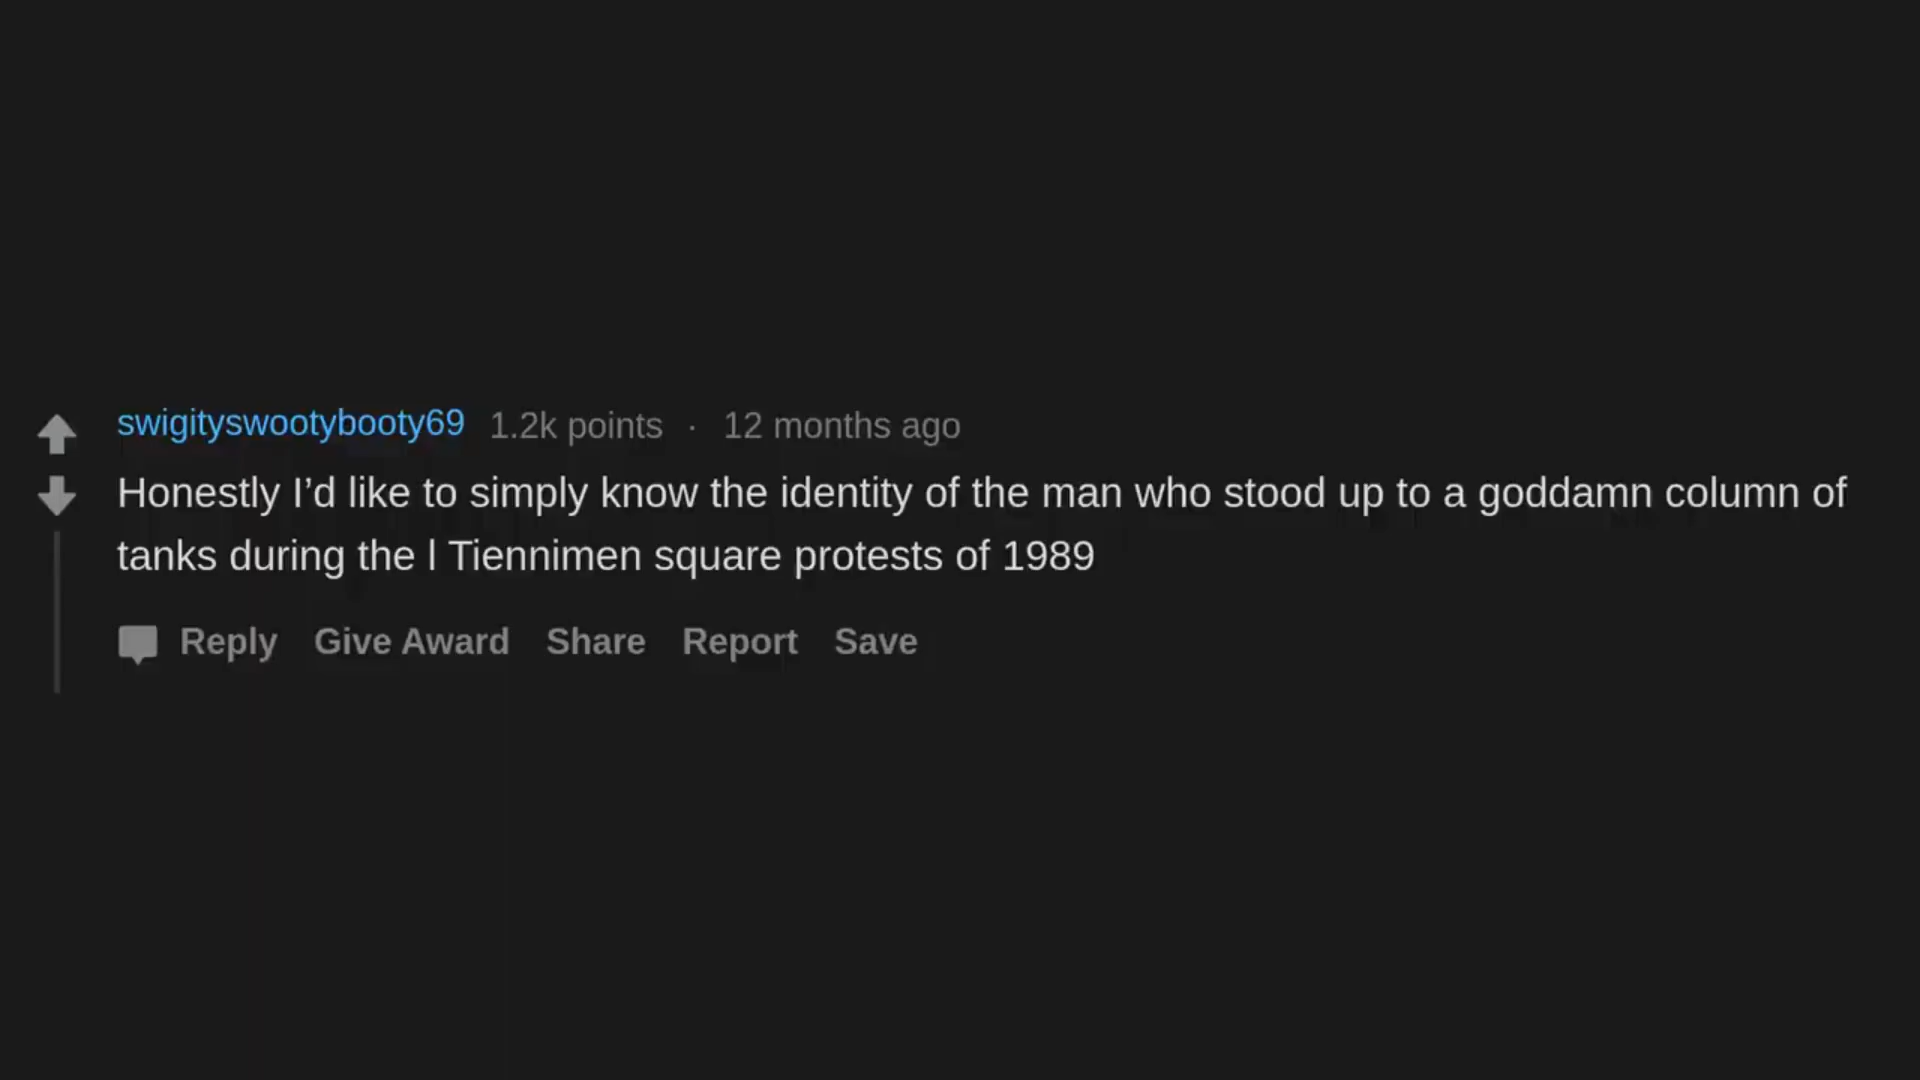 swigityswootybooty69 1.2k points · 12 months ago
Honestly I’d like to simply know the identity of the man who stood up to a goddamn column of
tanks during the l Tiennimen square protests of 1989
Reply Give Award Share Report Save